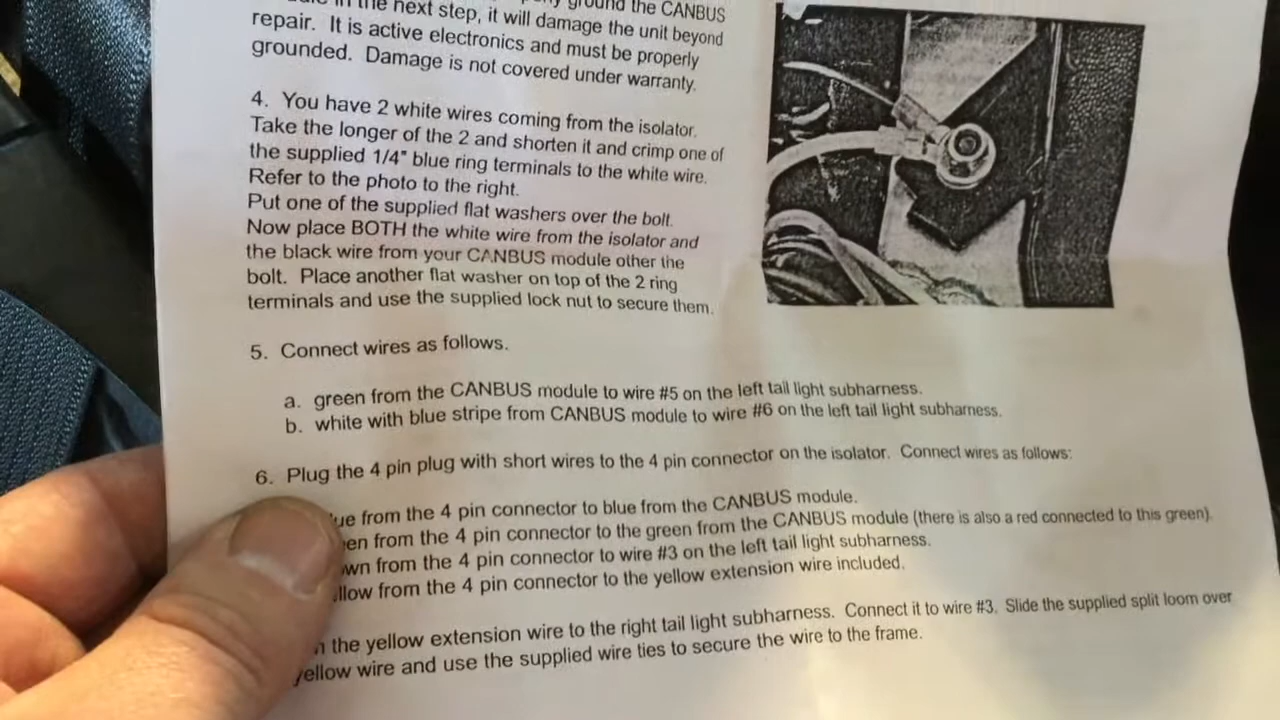 in the next step, it will damage the unit beyond
ground the CANBUS
repair. It is active electronics and must be properly
grounded. Damage is not covered under warranty.
4. You have 2 white wires coming from the isolator.
Take the longer of the 2 and shorten it and crimp one of
the supplied 1/4" blue ring terminals to the white wire.
Refer to the photo to the right.
Put one of the supplied flat washers over the bolt.
Now place BOTH the white wire from the isolator and
the black wire from your CANBUS module other the
bolt. Place another flat washer on top of the 2 ring
terminals and use the supplied lock nut to secure them.
5. Connect wires as follows.
a. green from the CANBUS module to wire #5 on the left tail light subharness.
b. white with blue stripe from CANBUS module to wire #6 on the left tail light subharness.
6. Plug the 4 pin plug with short wires to the 4 pin connector on the isolator. Connect wires as follows:
ue from the 4 pin connector to blue from the CANBUS module.
en from the 4 pin connector to the green from the CANBUS module (there is also a red connected to this green).
wn from the 4 pin connector to wire #3 on the left tail light subharness.
llow from the 4 pin connector to the yellow extension wire included.
the yellow extension wire to the right tail light subharness. Connect it to wire #3. Slide the supplied split loom over
yellow wire and use the supplied wire ties to secure the wire to the frame.